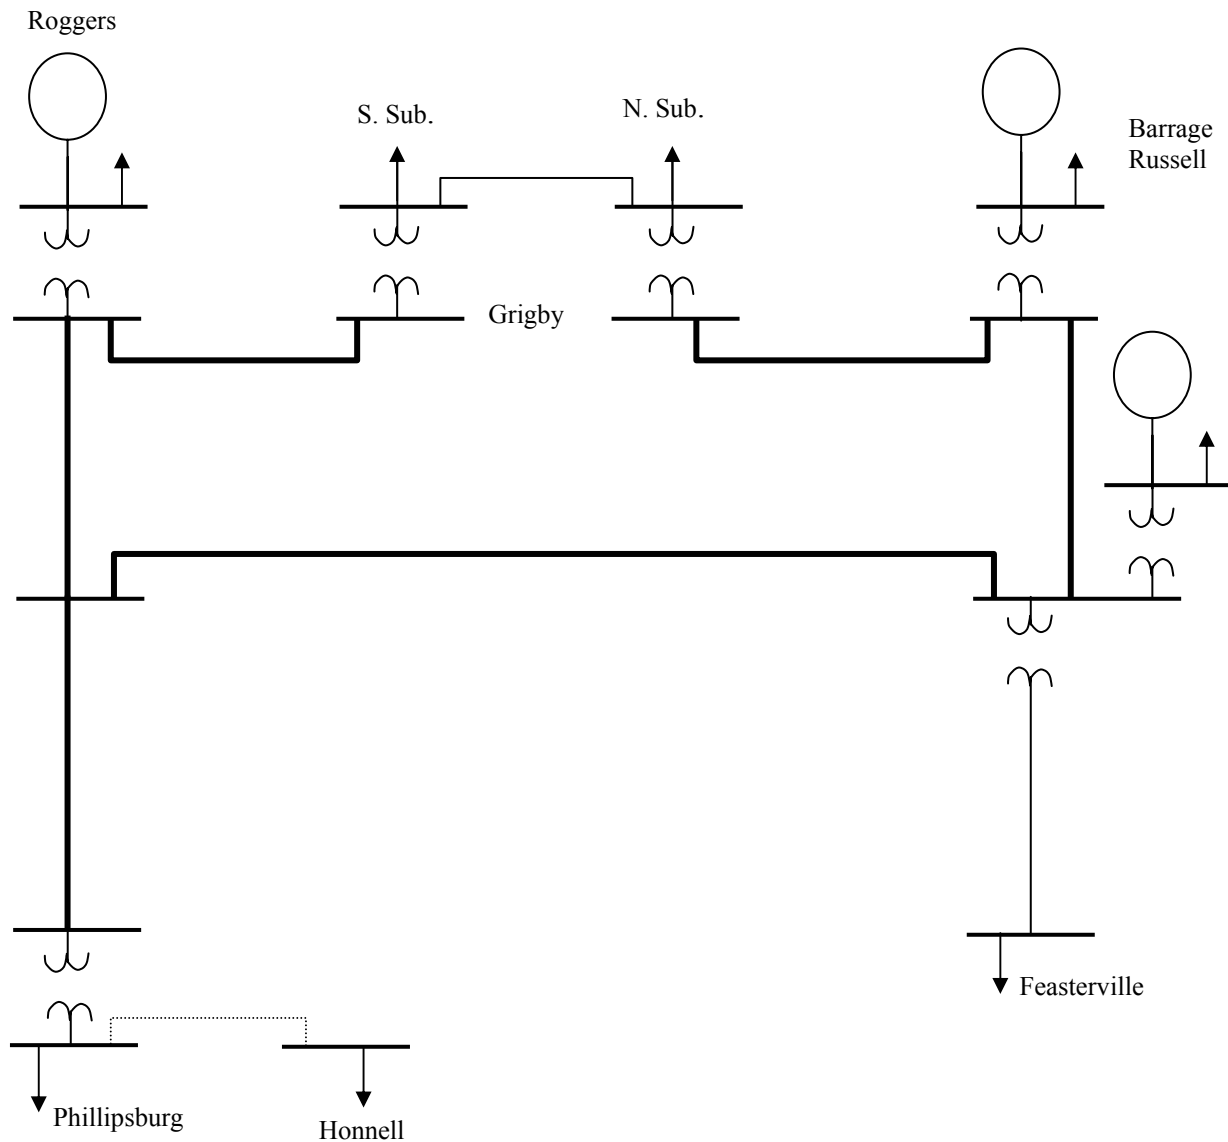 Roggers
S. Sub.
N. Sub.
Barrage
Russell
Grigby
Feasterville
Phillipsburg
Honnell